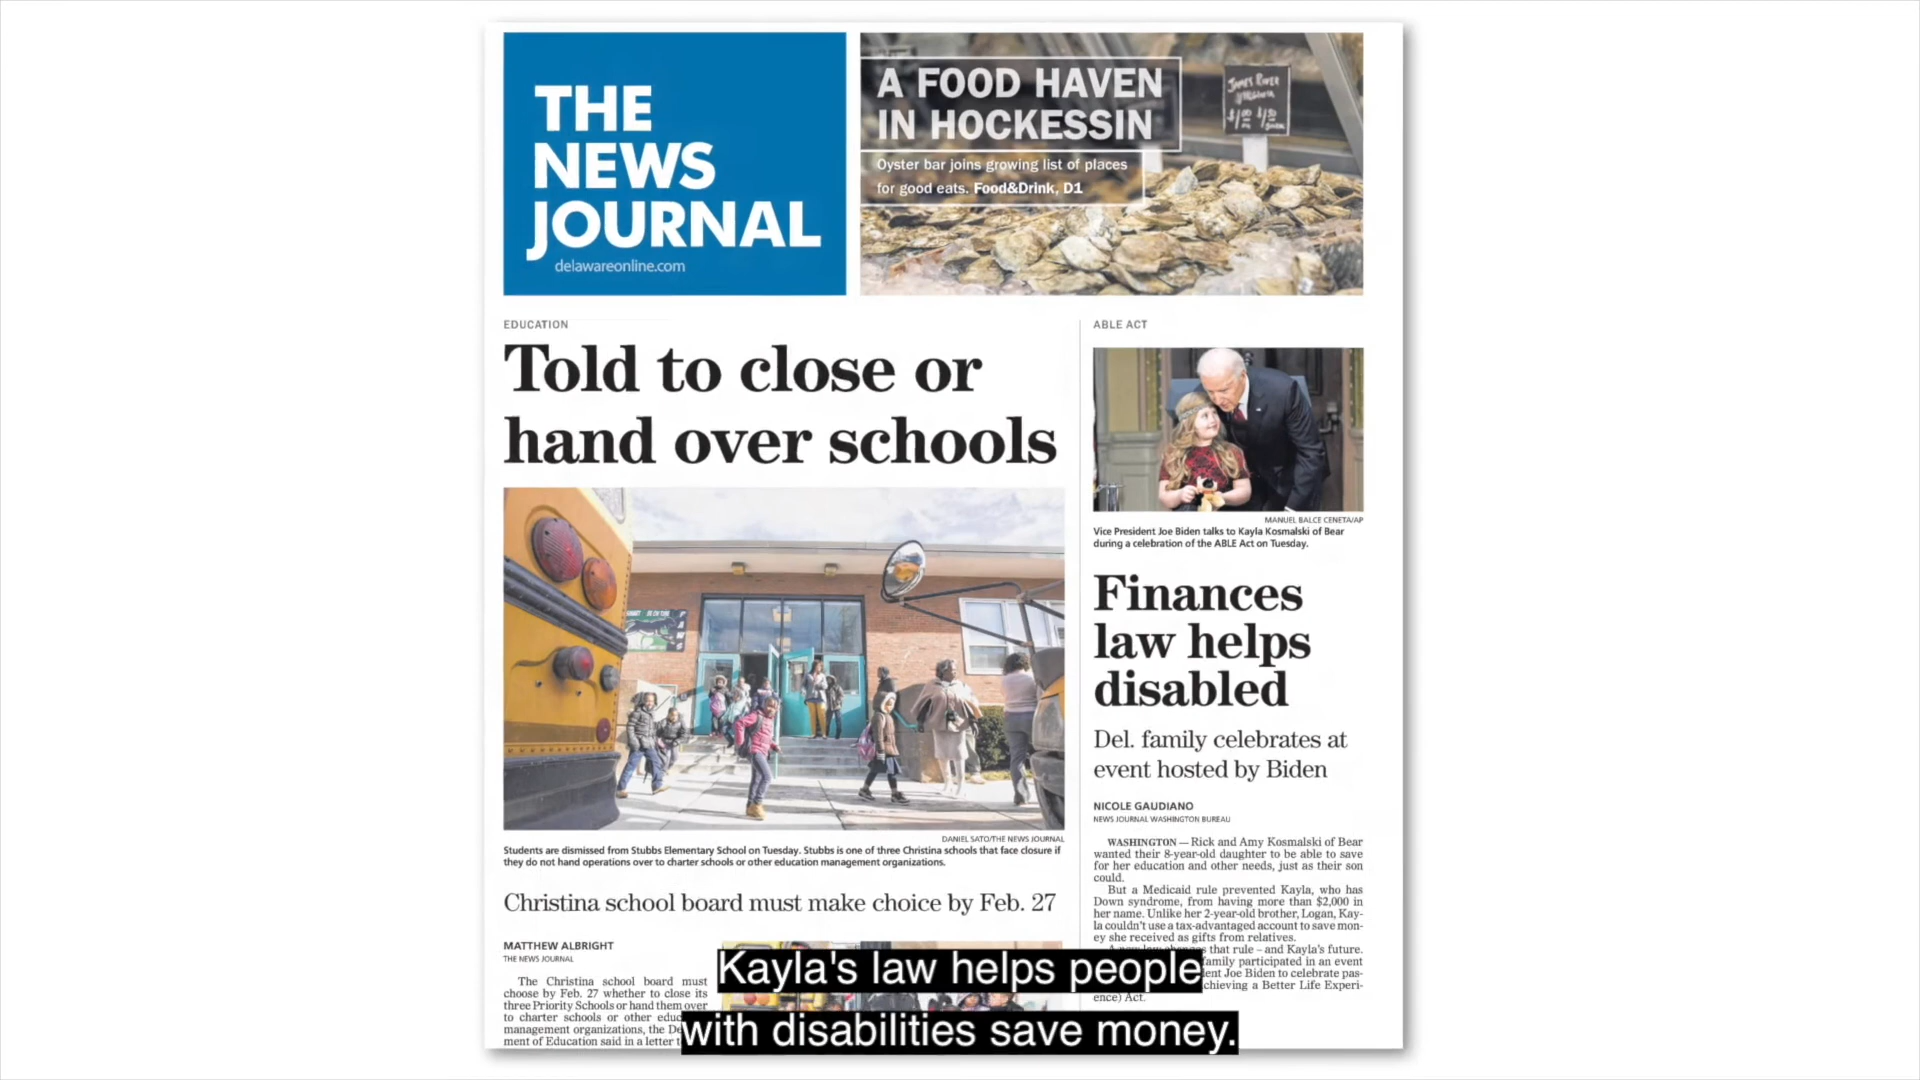 THE
NEWS
JOURNAL
delawareonline.com
A FOOD HAVEN
IN HOCKESSIN
Oyster bar joins growing list of places
for good eats. Food&Drink, D1
JAMES RIVER
EDUCATION
Told to close or
hand over schools
DANIEL SATO/THE NEWS JOURNAL
Students are dismissed from Stubbs Elementary School on Tuesday. Stubbs is one of three Christina schools that face closure if
they do not hand operations over to charter schools or other education management organizations.
Christina school board must make choice by Feb. 27
MATTHEW ALBRIGHT
THE NEWS JOURNAL
The Christina school board must
choose by Feb. 27 whether to close its
three Priority Schools or hand them over
to charter schools or other educ
management organizations, the De
ment of Education said in a letter t
ABLE ACT
MANUEL BALCE CENETA/AP
Vice President Joe Biden talks to Kayla Kosmalski of Bear
during a celebration of the ABLE Act on Tuesday.
Finances
law helps
disabled
Del. family celebrates at
event hosted by Biden
NICOLE GAUDIANO
NEWS JOURNAL WASHINGTON BUREAU
WASHINGTON — Rick and Amy Kosmalski of Bear
wanted their 8-year-old daughter to be able to save
for her education and other needs, just as their son
could.
But a Medicaid rule prevented Kayla, who has
Down syndrome, from having more than $2,000 in
her name. Unlike her 2-year-old brother, Logan, Kay-
la couldn't use a tax-advantaged account to save mon-
ey she received as gifts from relatives.
that rule – and Kayla's future.
family participated in an event
ent Joe Biden to celebrate pas-
chieving a Better Life Experi-
ence) Act.
Kayla's law helps people
with disabilities save money.